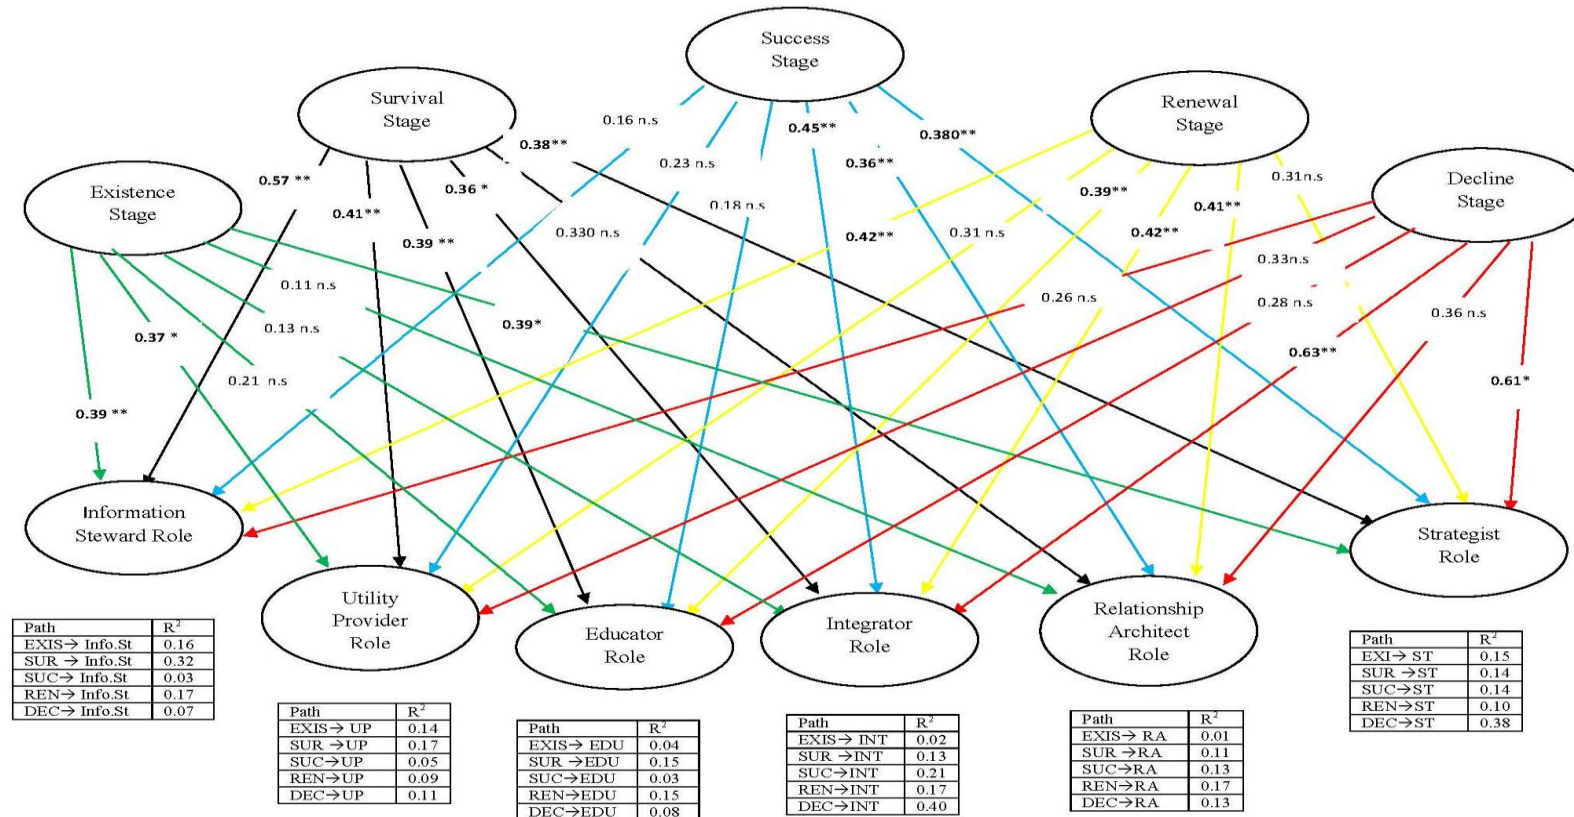 Success
Stage
Survival
Stage
Renewal
Stage
Existence
Stage
Decline
Stage
0.16 n.s
0.45**
0.380**
0.38**
0.23 n.s
0.36**
0.31n.s
0.57 **
0.36 *
0.39**
0.41**
0.18 n.s
0.41**
0.39 **
0.330 n.s
0.42**
0.31 n.s
0.42**
0.33n.s
0.11 n.s
0.26 n.s
0.28 n.s
0.36 n.s
0.37 *
0.13 n.s
0.39*
0.63**
0.21 n.s
0.61*
0.39 **
Information
Steward Role
Utility
Provider
Role
Educator
Role
Integrator
Role
Relationship
Architect
Role
Strategist
Role
Path R²
EXIS→ Info.St 0.16
SUR → Info.St 0.32
SUC→ Info.St 0.03
REN→ Info.St 0.17
DEC→ Info.St 0.07
Path R²
EXIS→ UP 0.14
SUR →UP 0.17
SUC→UP 0.05
REN→UP 0.09
DEC→UP 0.11
Path R²
EXIS→ EDU 0.04
SUR →EDU 0.15
SUC→EDU 0.03
REN→EDU 0.15
DEC→EDU 0.08
Path R²
EXIS→ INT 0.02
SUR →INT 0.13
SUC→INT 0.21
REN→INT 0.17
DEC→INT 0.40
Path R²
EXIS→ RA 0.01
SUR →RA 0.11
SUC→RA 0.13
REN→RA 0.17
DEC→RA 0.13
Path R²
EXI→ ST 0.15
SUR →ST 0.14
SUC→ST 0.14
REN→ST 0.10
DEC→ST 0.38